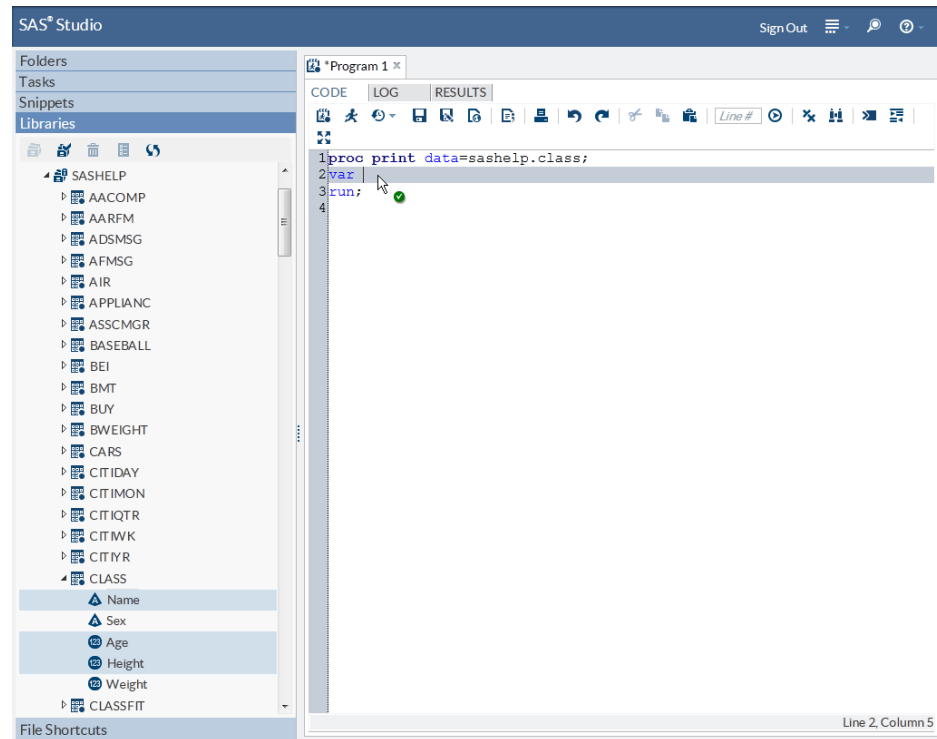 SAS® Studio
Sign Out
Folders
Tasks
Snippets
Libraries
SASHELP
AACOMP
AARFM
ADSMSG
AFMSG
AIR
APPLIANC
ASSCMGR
BASEBALL
BEI
BMT
BUY
BWEIGHT
CARS
CITIDAY
CITIMON
CITIQTR
CITIWK
CITIYR
CLASS
A Name
A Sex
123 Age
123 Height
123 Weight
CLASSFIT
File Shortcuts
*Program 1 ×
CODE LOG RESULTS
Line #
1 proc print data=sashelp.class;
2 var
3 run;
4
Line 2, Column 5